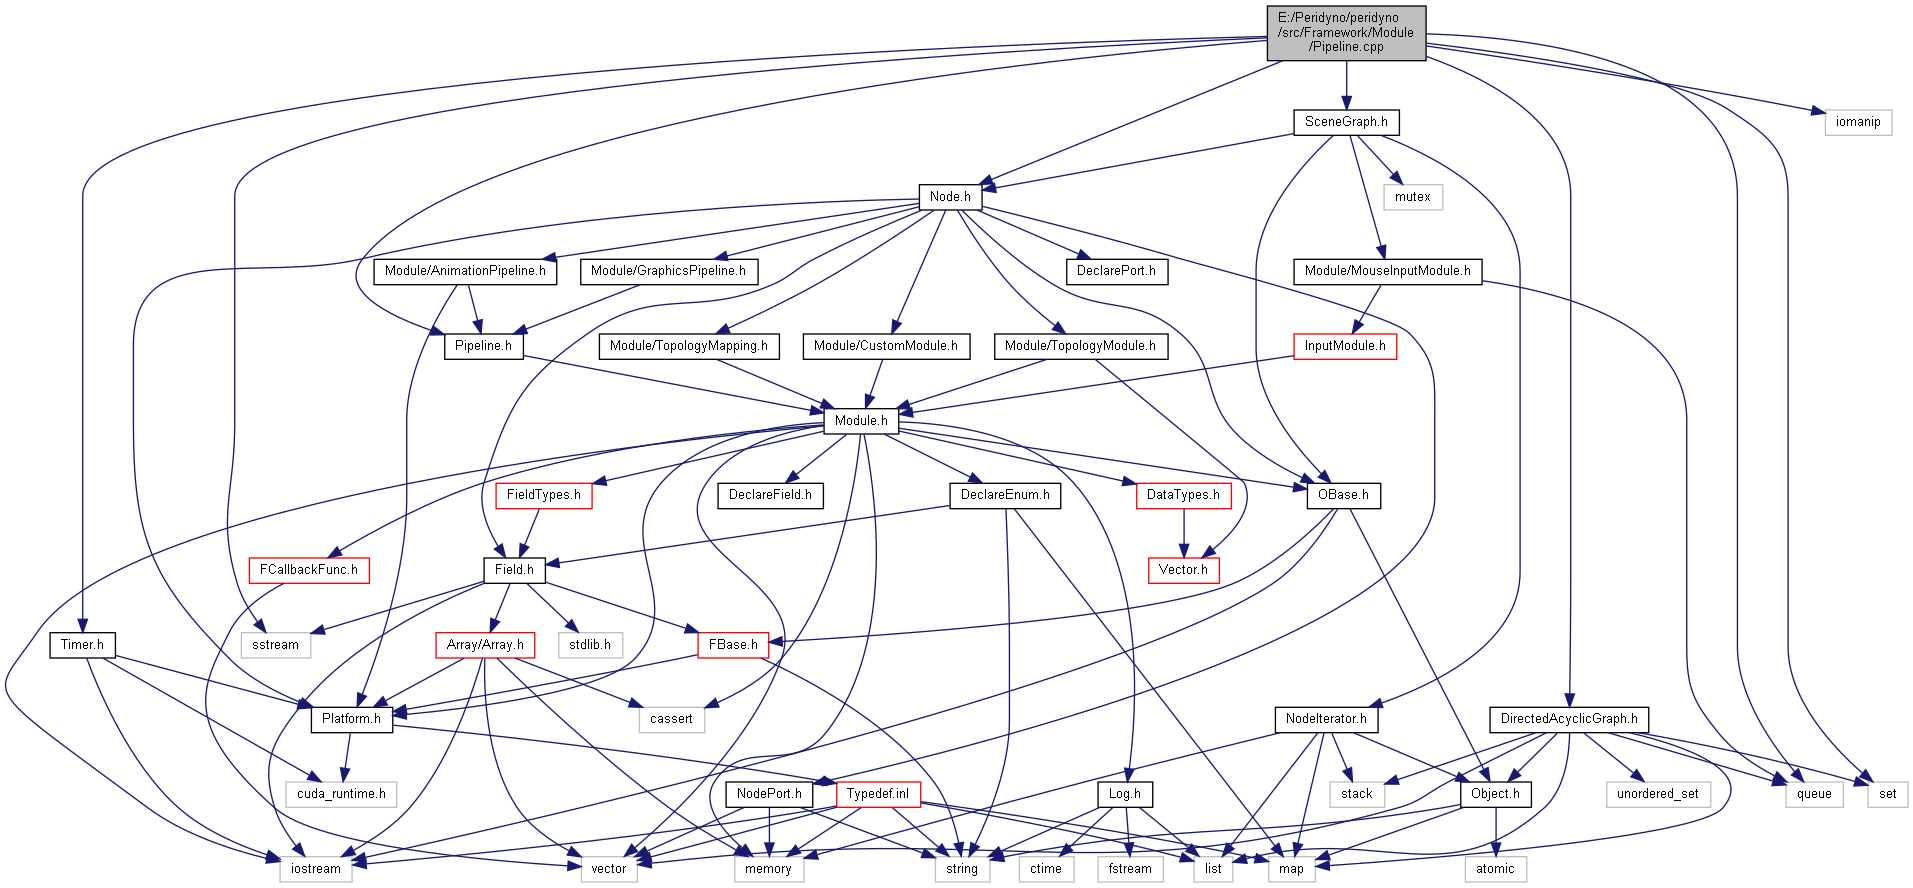 E:/Peridyno/peridyno
/src/Framework/Module
/Pipeline.cpp
SceneGraph.h
iomanip
Node.h
mutex
Module/AnimationPipeline.h
Module/GraphicsPipeline.h
DeclarePort.h
Module/MouseInputModule.h
Pipeline.h
Module/TopologyMapping.h
Module/CustomModule.h
Module/TopologyModule.h
InputModule.h
Module.h
FieldTypes.h
DeclareField.h
DeclareEnum.h
DataTypes.h
OBase.h
FCallbackFunc.h
Field.h
Vector.h
Timer.h
sstream
Array/Array.h
stdlib.h
FBase.h
Platform.h
cassert
NodeIterator.h
DirectedAcyclicGraph.h
cuda_runtime.h
NodePort.h
Typedef.inl
Log.h
stack
Object.h
unordered_set
queue
set
iostream
vector
memory
string
ctime
fstream
list
map
atomic